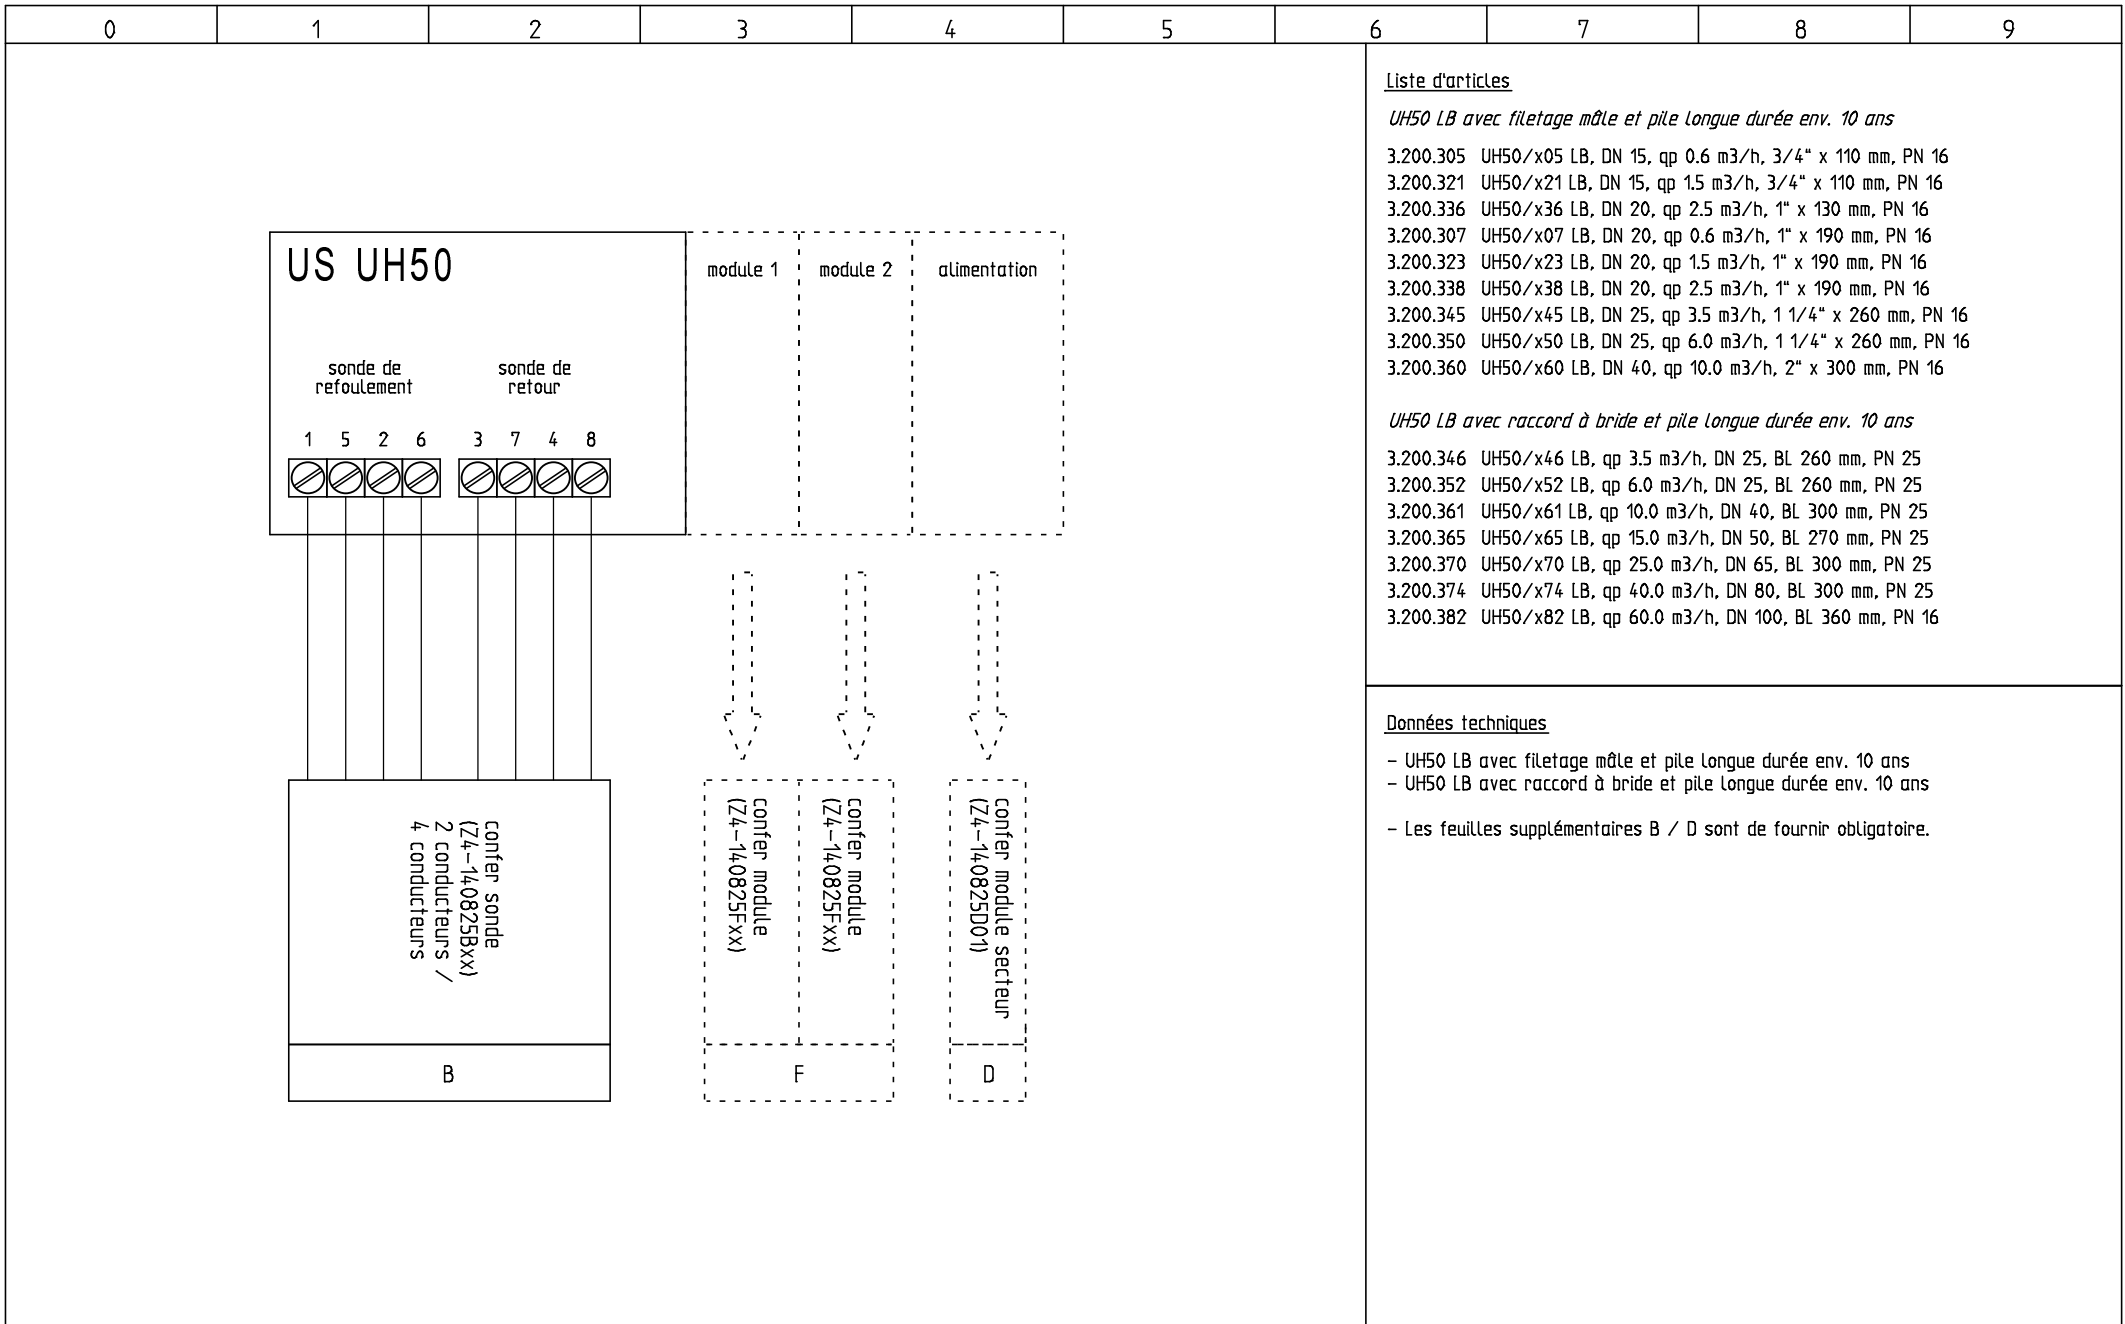 0 1 2 3 4 5 6 7 8 9
US UH50
module 1
module 2
alimentation
sonde de
refoulement
sonde de
retour
1 5 2 6 3 7 4 8
confer sonde
(Z4-140825Bxx)
2 conducteurs /
4 conducteurs
B
confer module
(Z4-140825Fxx)
confer module
(Z4-140825Fxx)
F
confer module secteur
(Z4-140825D01)
D
Liste d'articles
UH50 LB avec filetage mâle et pile longue durée env. 10 ans
3.200.305 UH50/x05 LB, DN 15, qp 0.6 m3/h, 3/4" x 110 mm, PN 16
3.200.321 UH50/x21 LB, DN 15, qp 1.5 m3/h, 3/4" x 110 mm, PN 16
3.200.336 UH50/x36 LB, DN 20, qp 2.5 m3/h, 1" x 130 mm, PN 16
3.200.307 UH50/x07 LB, DN 20, qp 0.6 m3/h, 1" x 190 mm, PN 16
3.200.323 UH50/x23 LB, DN 20, qp 1.5 m3/h, 1" x 190 mm, PN 16
3.200.338 UH50/x38 LB, DN 20, qp 2.5 m3/h, 1" x 190 mm, PN 16
3.200.345 UH50/x45 LB, DN 25, qp 3.5 m3/h, 1 1/4" x 260 mm, PN 16
3.200.350 UH50/x50 LB, DN 25, qp 6.0 m3/h, 1 1/4" x 260 mm, PN 16
3.200.360 UH50/x60 LB, DN 40, qp 10.0 m3/h, 2" x 300 mm, PN 16
UH50 LB avec raccord à bride et pile longue durée env. 10 ans
3.200.346 UH50/x46 LB, qp 3.5 m3/h, DN 25, BL 260 mm, PN 25
3.200.352 UH50/x52 LB, qp 6.0 m3/h, DN 25, BL 260 mm, PN 25
3.200.361 UH50/x61 LB, qp 10.0 m3/h, DN 40, BL 300 mm, PN 25
3.200.365 UH50/x65 LB, qp 15.0 m3/h, DN 50, BL 270 mm, PN 25
3.200.370 UH50/x70 LB, qp 25.0 m3/h, DN 65, BL 300 mm, PN 25
3.200.374 UH50/x74 LB, qp 40.0 m3/h, DN 80, BL 300 mm, PN 25
3.200.382 UH50/x82 LB, qp 60.0 m3/h, DN 100, BL 360 mm, PN 16
Données techniques
- UH50 LB avec filetage mâle et pile longue durée env. 10 ans
- UH50 LB avec raccord à bride et pile longue durée env. 10 ans
- Les feuilles supplémentaires B / D sont de fournir obligatoire.